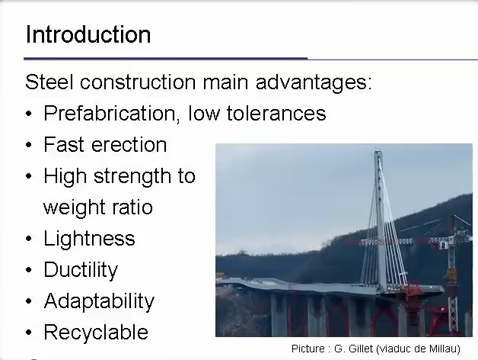 Introduction
Steel construction main advantages:
• Prefabrication, low tolerances
• Fast erection
• High strength to
weight ratio
• Lightness
• Ductility
• Adaptability
• Recyclable
Picture : G. Gillet (viaduc de Millau)